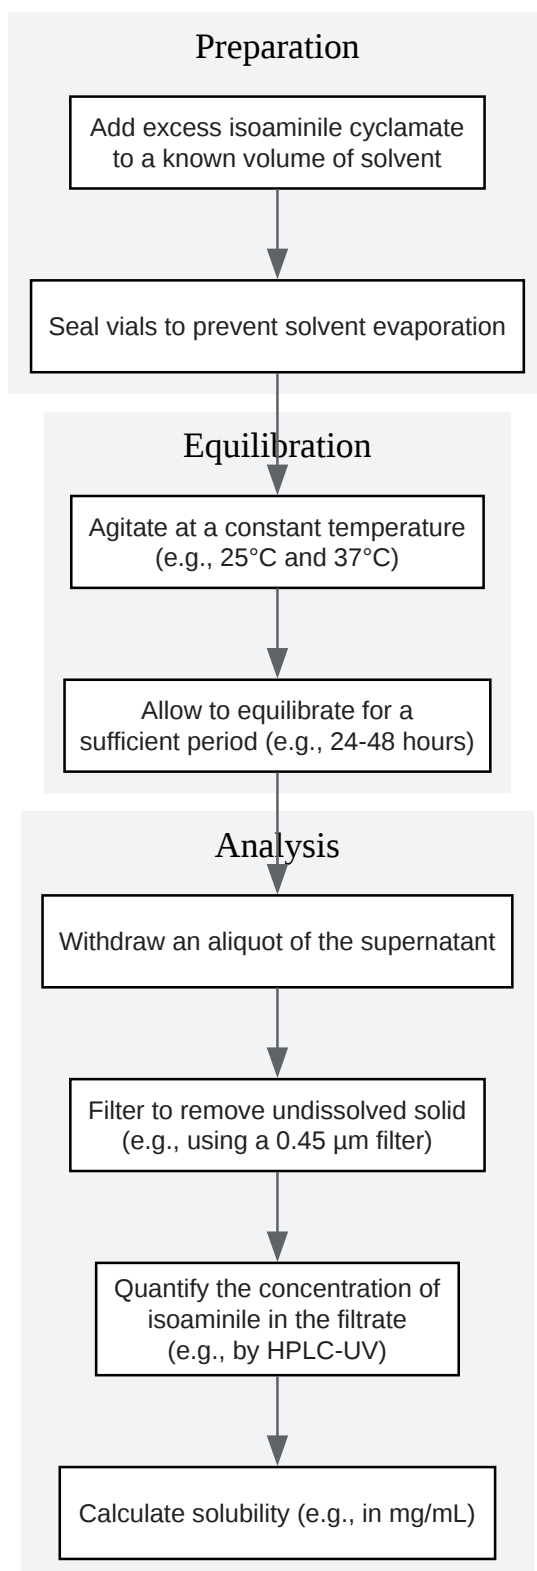 Preparation
Add excess isoaminile cyclamate
to a known volume of solvent
Seal vials to prevent solvent evaporation
Equilibration
Agitate at a constant temperature
(e.g., 25°C and 37°C)
Allow to equilibrate for a
sufficient period (e.g., 24-48 hours)
Analysis
Withdraw an aliquot of the supernatant
Filter to remove undissolved solid
(e.g., using a 0.45 µm filter)
Quantify the concentration of
isoaminile in the filtrate
(e.g., by HPLC-UV)
Calculate solubility (e.g., in mg/mL)